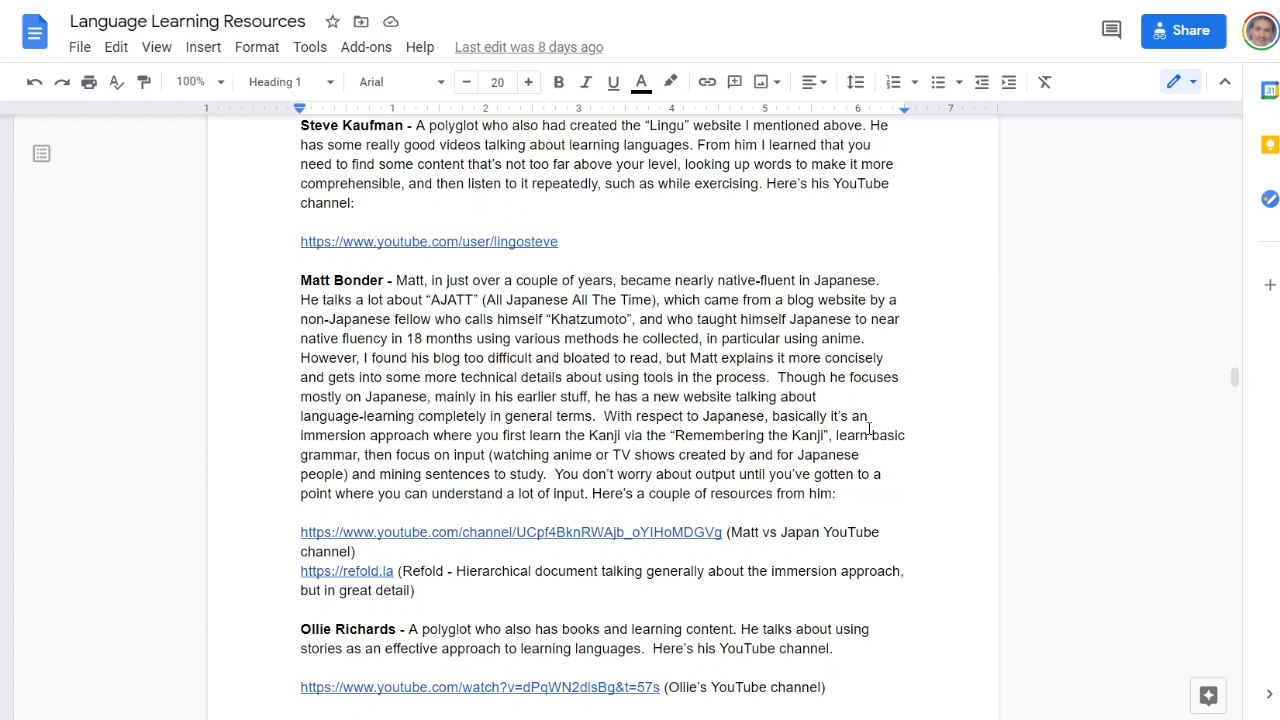 Language Learning Resources
File Edit View Insert Format Tools Add-ons Help Last edit was 8 days ago
Share
100% Heading 1 Arial - 20 + B I U A
1 1 2 3 4 5 6 7
31
Steve Kaufman - A polyglot who also had created the “Lingu” website I mentioned above. He
has some really good videos talking about learning languages. From him I learned that you
need to find some content that’s not too far above your level, looking up words to make it more
comprehensible, and then listen to it repeatedly, such as while exercising. Here’s his YouTube
channel:
https://www.youtube.com/user/lingosteve
Matt Bonder - Matt, in just over a couple of years, became nearly native-fluent in Japanese.
He talks a lot about “AJATT” (All Japanese All The Time), which came from a blog website by a
non-Japanese fellow who calls himself “Khatzumoto”, and who taught himself Japanese to near
native fluency in 18 months using various methods he collected, in particular using anime.
However, I found his blog too difficult and bloated to read, but Matt explains it more concisely
and gets into some more technical details about using tools in the process.  Though he focuses
mostly on Japanese, mainly in his earlier stuff, he has a new website talking about
language-learning completely in general terms.  With respect to Japanese, basically it’s an
immersion approach where you first learn the Kanji via the “Remembering the Kanji”, learn basic
grammar, then focus on input (watching anime or TV shows created by and for Japanese
people) and mining sentences to study.  You don’t worry about output until you’ve gotten to a
point where you can understand a lot of input. Here’s a couple of resources from him:
https://www.youtube.com/channel/UCpf4BknRWAjb_oYIHoMDGVg (Matt vs Japan YouTube
channel)
https://refold.la (Refold - Hierarchical document talking generally about the immersion approach,
but in great detail)
Ollie Richards - A polyglot who also has books and learning content. He talks about using
stories as an effective approach to learning languages.  Here’s his YouTube channel.
https://www.youtube.com/watch?v=dPqWN2dlsBg&t=57s (Ollie’s YouTube channel)